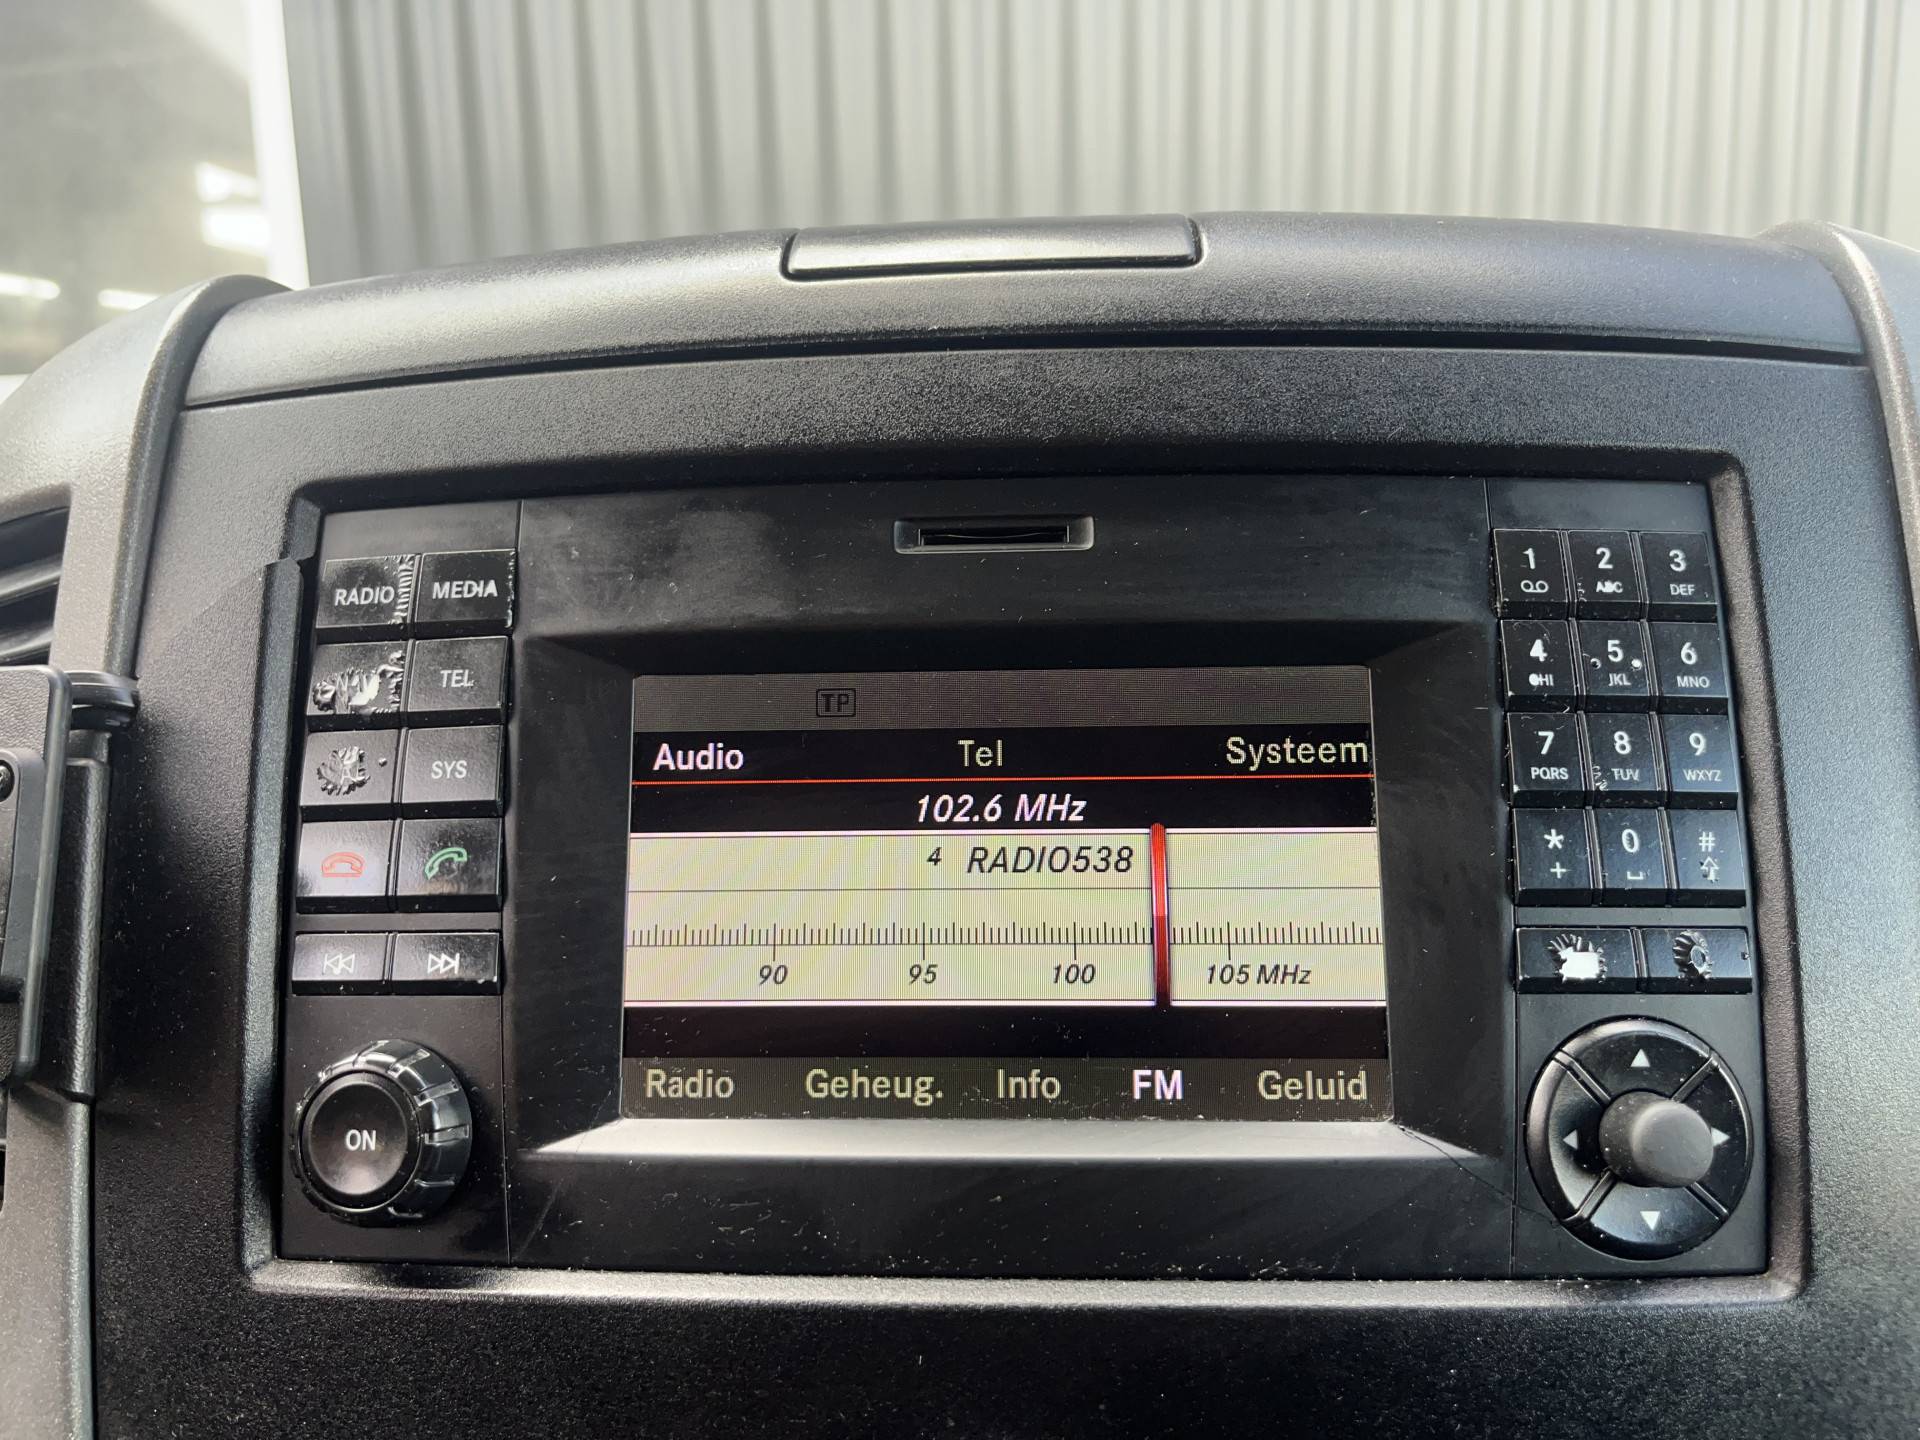 RADIO MEDIA
NAV TEL
SYS
ON
TP
Audio Tel Systeem
102.6 MHz
4 RADIO538
90 95 100 105 MHz
Radio Geheug. Info FM Geluid
1 2 ABC 3 DEF
4 GHI 5 JKL 6 MNO
7 PQRS 8 TUV 9 WXYZ
* + 0 #